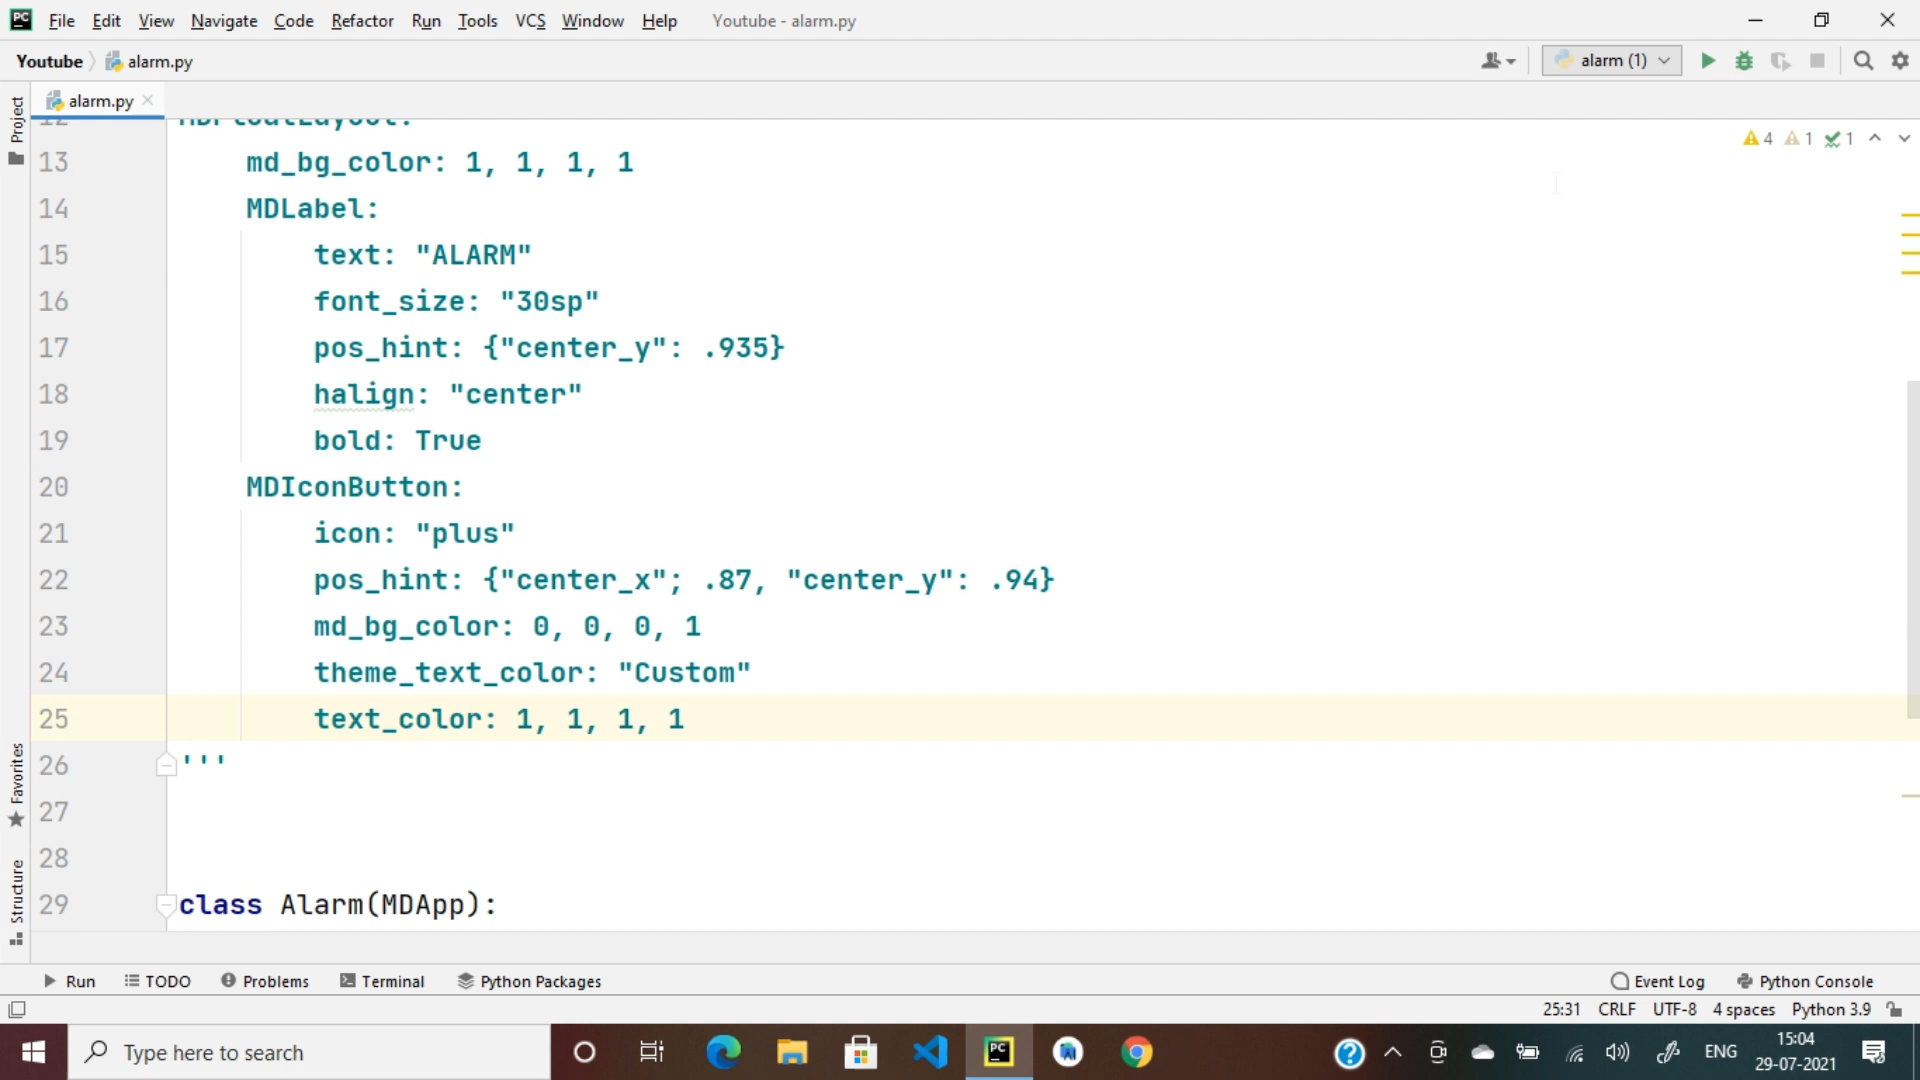 PC File Edit View Navigate Code Refactor Run Tools VCS Window Help Youtube - alarm.py
Youtube alarm.py alarm (1)
alarm.py
Project
4 1 1
13 md_bg_color: 1, 1, 1, 1
14 MDLabel:
15 text: "ALARM"
16 font_size: "30sp"
17 pos_hint: {"center_y": .935}
18 halign: "center"
19 bold: True
20 MDIconButton:
21 icon: "plus"
22 pos_hint: {"center_x"; .87, "center_y": .94}
23 md_bg_color: 0, 0, 0, 1
24 theme_text_color: "Custom"
25 text_color: 1, 1, 1, 1
26 '''
27
28
29 class Alarm(MDApp):
Favorites
Structure
Run TODO Problems Terminal Python Packages Event Log Python Console
25:31 CRLF UTF-8 4 spaces Python 3.9
Type here to search PC ENG 15:04
29-07-2021